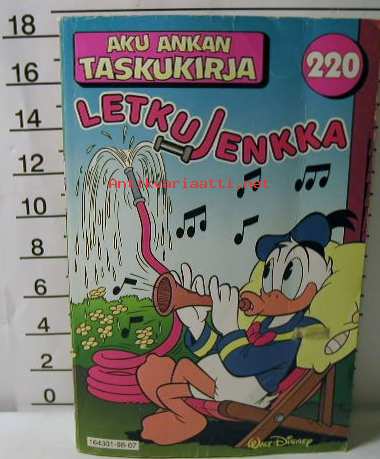 AKU ANKAN
TASKUKIRJA
220
LETKUJENKKA
Antikvariaatti.net
WALT DISNEY
164301-98-07
18
16
14
12
10
8
6
4
2
0